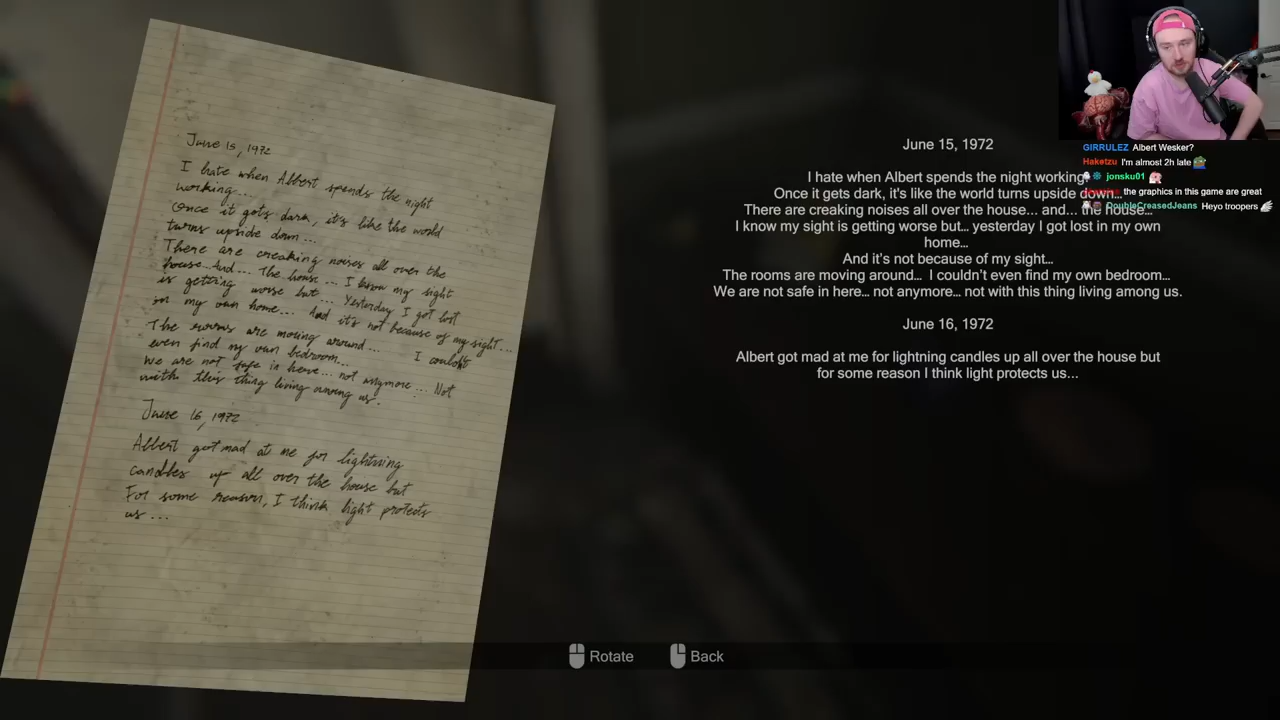 June 15, 1972
I hate when Albert spends the night
working...
Once it gets dark, it's like the world
turns upside down...
There are creaking noises all over the
house... And... The house... I know my sight
is getting worse but... Yesterday I got lost
in my own home... And it's not because of my sight...
The rooms are moving around... I couldn't
even find my own bedroom...
We are not safe in here... not anymore... Not
with this thing living among us.
June 16, 1972
Albert got mad at me for lightning
candles up all over the house but
For some reason, I think light protects
us...
June 15, 1972
I hate when Albert spends the night working
Once it gets dark, it's like the world turns upside down...
There are creaking noises all over the house... and... the house...
I know my sight is getting worse but... yesterday I got lost in my own
home...
And it's not because of my sight...
The rooms are moving around... I couldn't even find my own bedroom...
We are not safe in here... not anymore... not with this thing living among us.
June 16, 1972
Albert got mad at me for lightning candles up all over the house but
for some reason I think light protects us...
GIRRULEZ Albert Wesker?
Haketzu I'm almost 2h late
jonsku01
the graphics in this game are great
DoubleCreasedJeans Heyo troopers
Rotate
Back